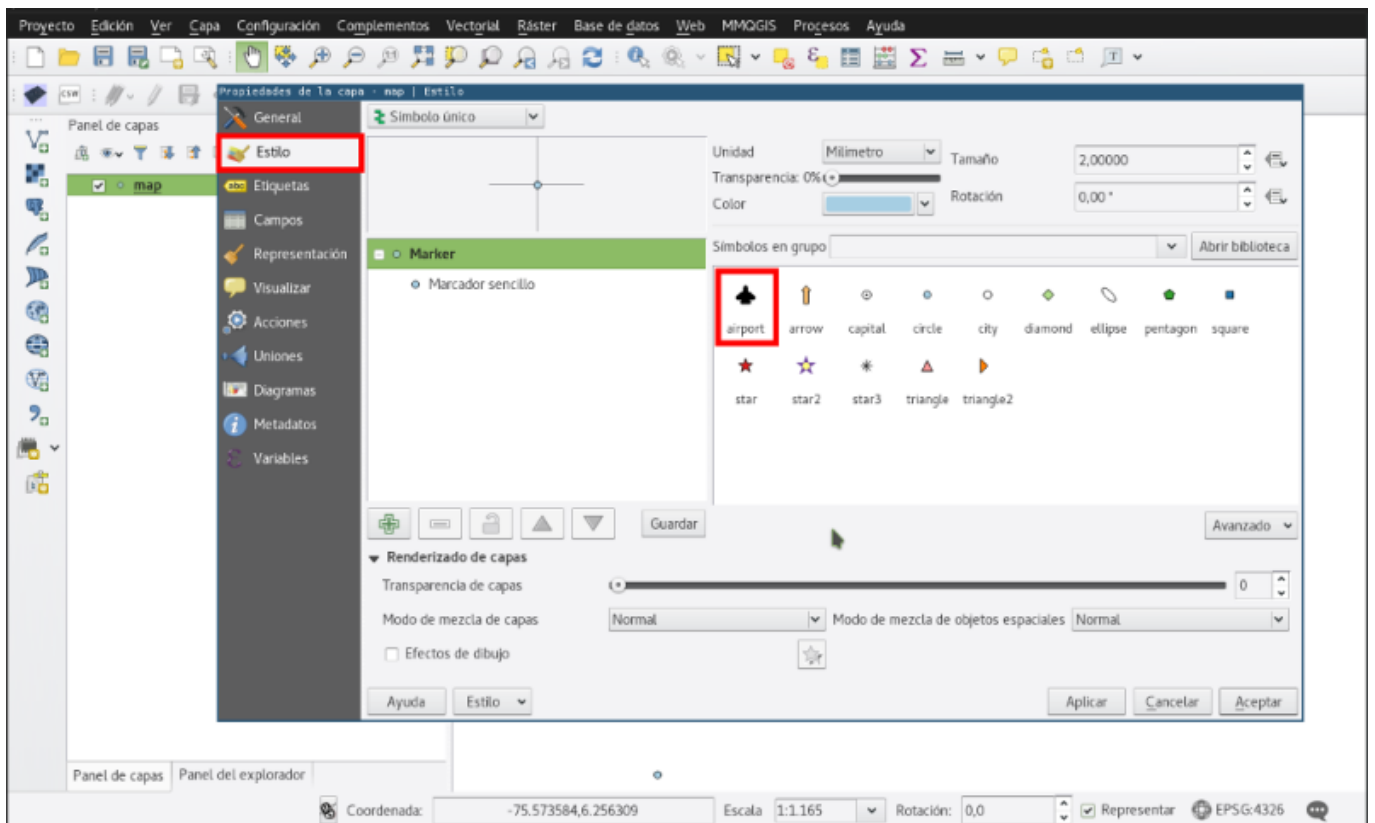 Proyecto Edición Ver Capa Configuración Complementos Vectorial Ráster Base de datos Web MMQGIS Procesos Ayuda
CSW
Propiedades de la capa - map | Estilo
Panel de capas
map
General
Estilo
abc Etiquetas
Campos
Representación
Visualizar
Acciones
Uniones
Diagramas
Metadatos
Variables
Símbolo único
Unidad Milímetro Tamaño 2,00000
Transparencia: 0%
Color Rotación 0,00 °
Símbolos en grupo Abrir biblioteca
Marker
Marcador sencillo
airport arrow capital circle city diamond ellipse pentagon square
star star2 star3 triangle triangle2
Guardar Avanzado
Renderizado de capas
Transparencia de capas 0
Modo de mezcla de capas Normal Modo de mezcla de objetos espaciales Normal
Efectos de dibujo
Ayuda Estilo Aplicar Cancelar Aceptar
Panel de capas Panel del explorador
Coordenada: -75.573584,6.256309 Escala 1:1.165 Rotación: 0,0 Representar EPSG:4326